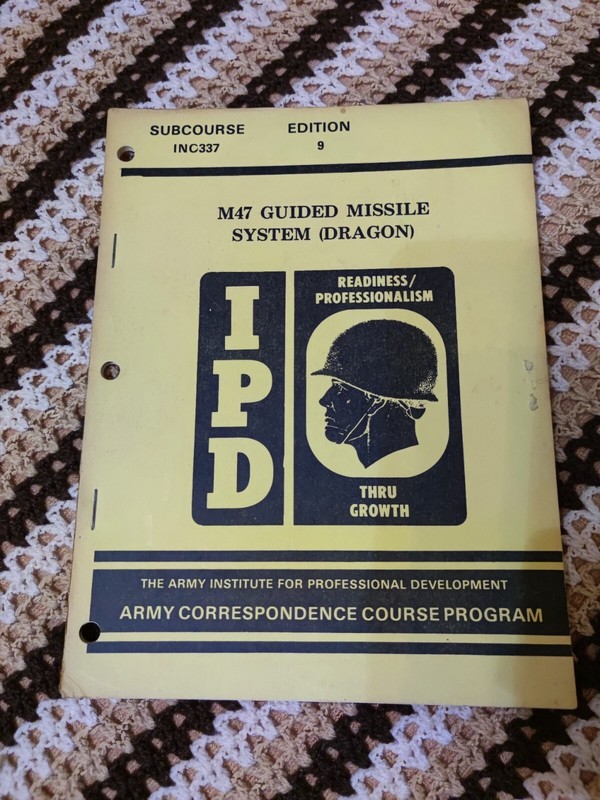 SUBCOURSE EDITION
INC337 9
M47 GUIDED MISSILE
SYSTEM (DRAGON)
IPD
READINESS/
PROFESSIONALISM
THRU
GROWTH
THE ARMY INSTITUTE FOR PROFESSIONAL DEVELOPMENT
ARMY CORRESPONDENCE COURSE PROGRAM